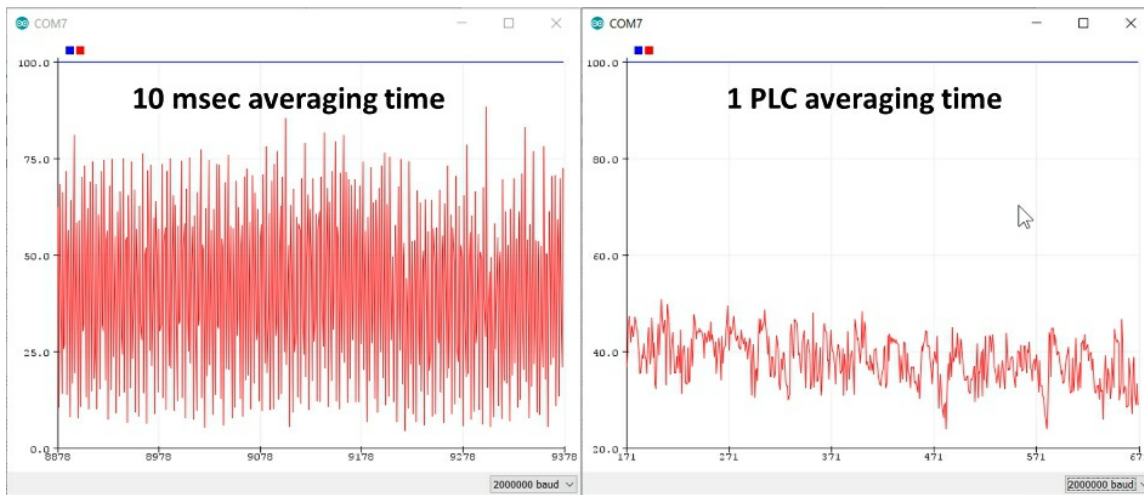 COM7
100.0
10 msec averaging time
75.0
50.0
25.0
0.0
8878 8978 9078 9178 9278 9378
2000000 baud
COM7
100.0
1 PLC averaging time
80.0
60.0
40.0
20.0
171 271 371 471 571 67
2000000 baud